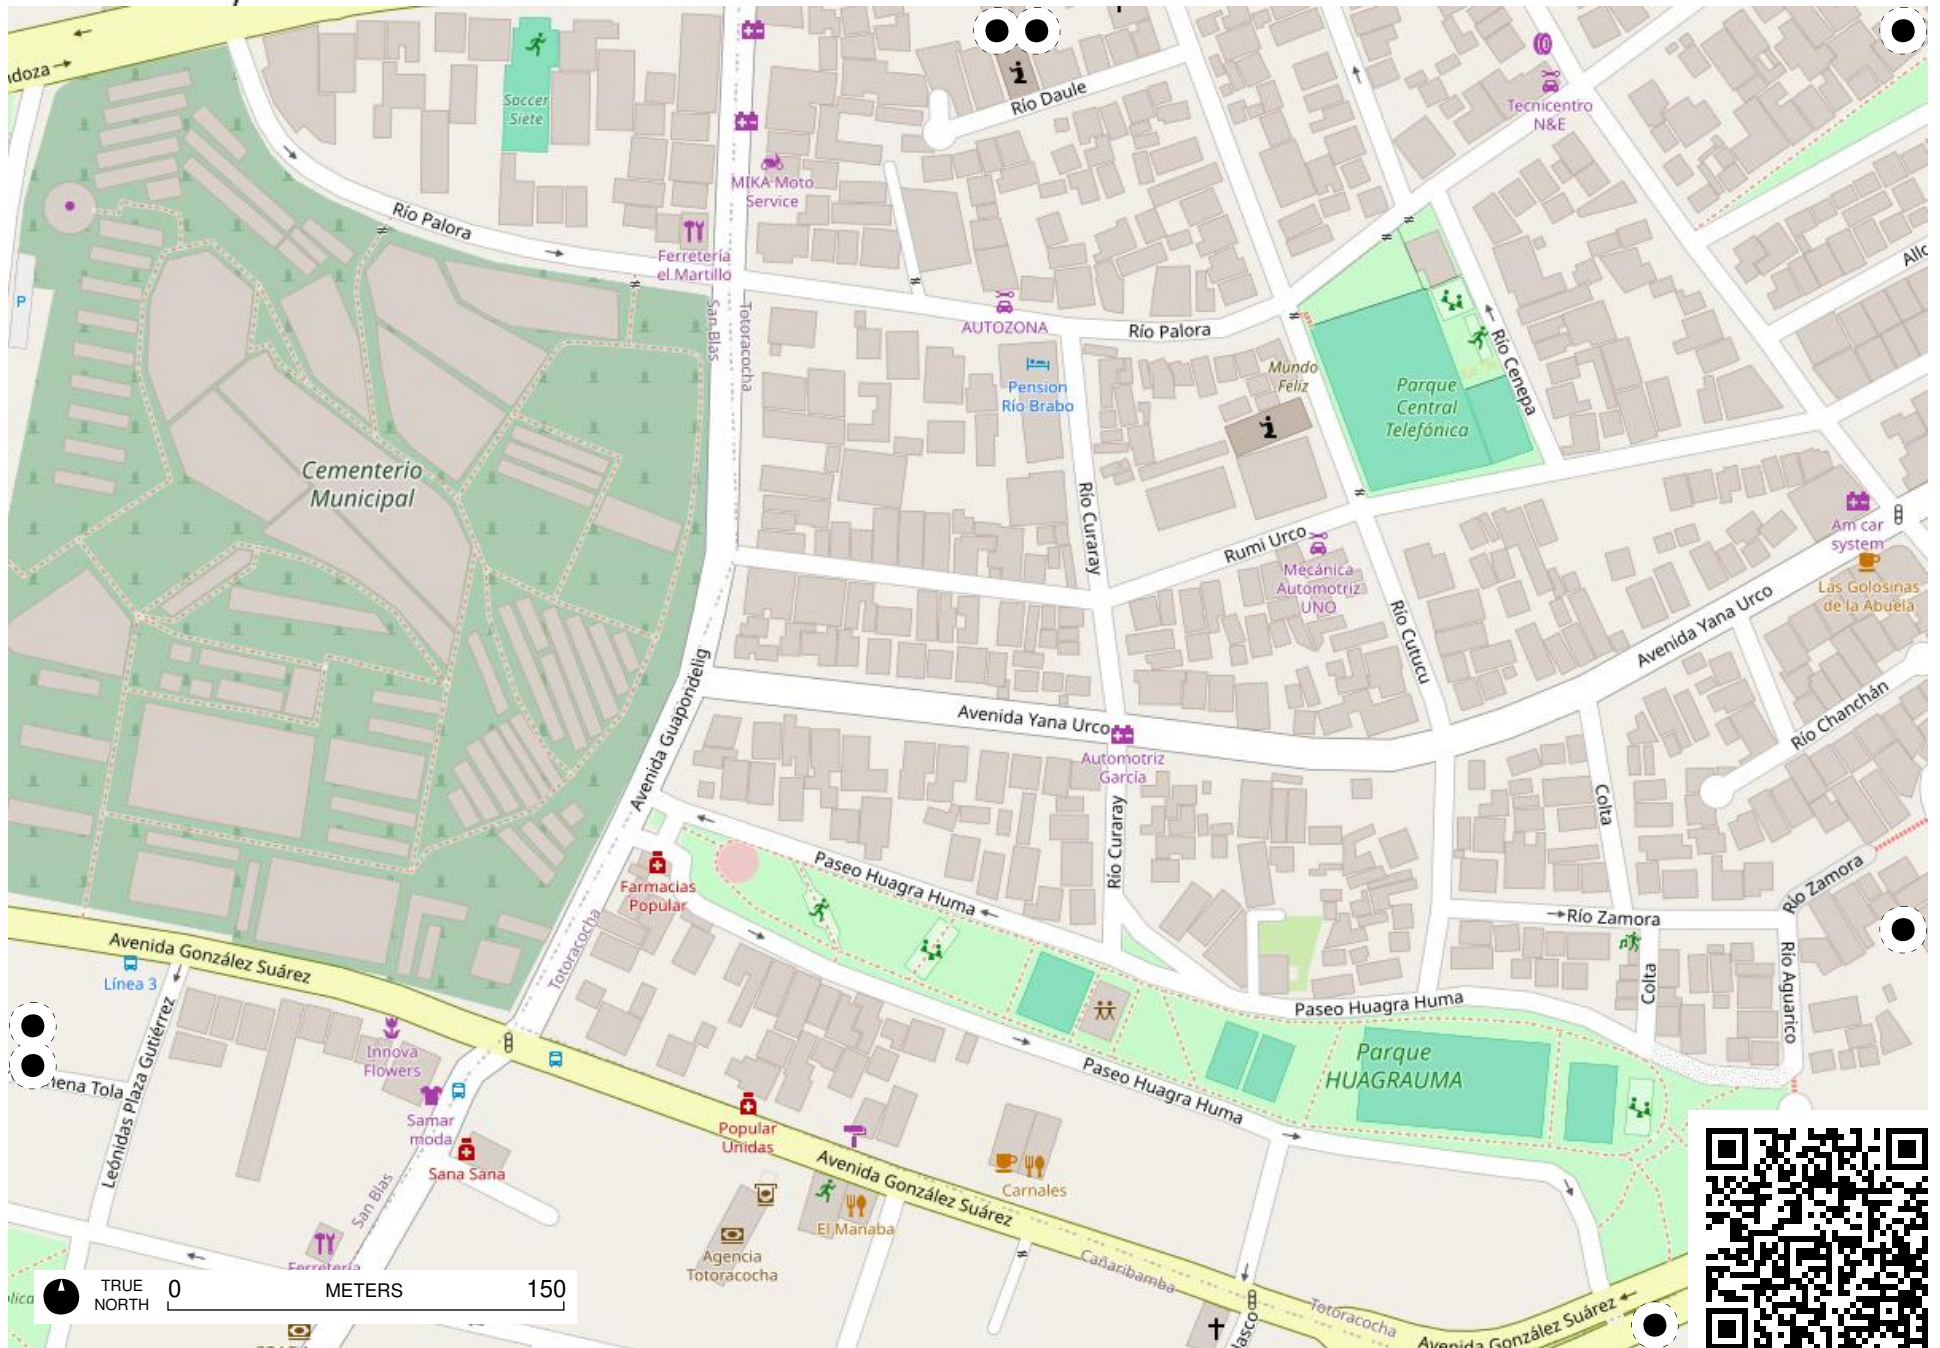 ndoza
Soccer
Siete
Río Daule
Tecnicentro
N&E
MIKA Moto
Service
Río Palora
Ferretería
el Martillo
San Blas
Totoracocha
AUTOZONA
Río Palora
P
Pension
Río Brabo
Mundo
Feliz
Parque
Central
Telefónica
Río Cenepa
Cementerio
Municipal
Río Curaray
Rumi Urco
Mecánica
Automotriz
UNO
Río Cutucu
Am car
system
Las Golosinas
de la Abuela
Avenida Yana Urco
Río Chanchán
Avenida Guapondelig
Avenida Yana Urco
Automotriz
García
Río Curaray
Colta
Paseo Huagra Huma
Farmacias
Popular
Río Zamora
Río Zamora
Totoracocha
Avenida González Suárez
Línea 3
Colta
Río Aguarico
Paseo Huagra Huma
Leónidas Plaza Gutiérrez
Innova
Flowers
Parque
HUAGRAUMA
mena Tola
Paseo Huagra Huma
Samar
moda
Popular
Unidas
Sana Sana
San Blas
Avenida González Suárez
Carnales
El Manaba
Agencia
Totoracocha
Cañaribamba
Totoracocha
Avenida González Suárez
Ferretería
TRUE
NORTH
0 METERS 150